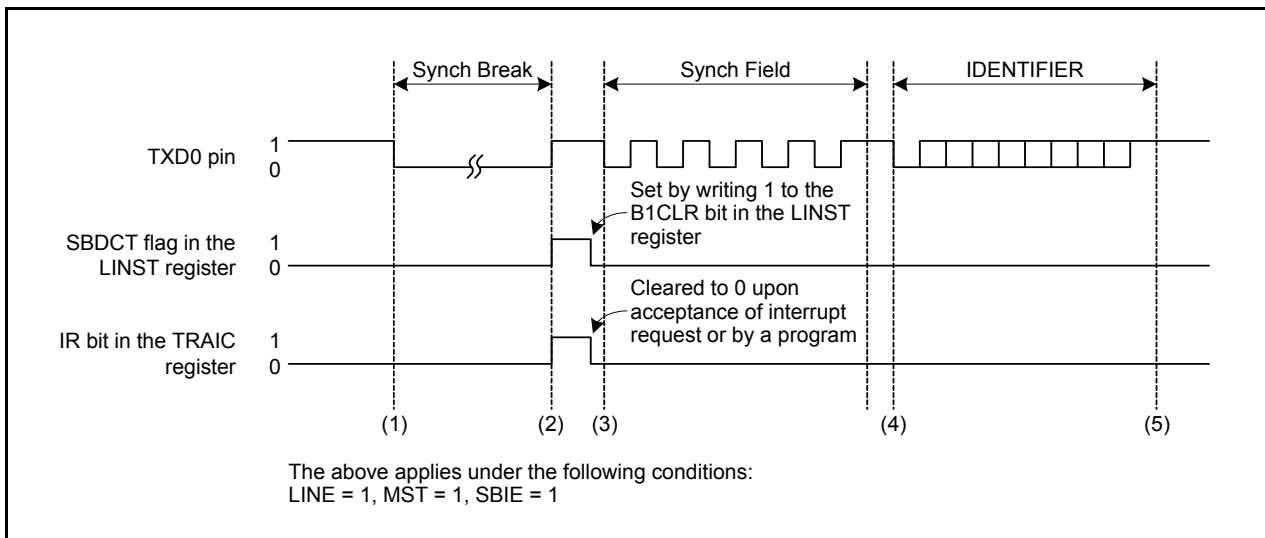 Synch Break
Synch Field
IDENTIFIER
TXD0 pin
1
0
Set by writing 1 to the
B1CLR bit in the LINST
register
SBDCT flag in the
LINST register
1
0
Cleared to 0 upon
acceptance of interrupt
request or by a program
IR bit in the TRAIC
register
1
0
(1)
(2)
(3)
(4)
(5)
The above applies under the following conditions:
LINE = 1, MST = 1, SBIE = 1